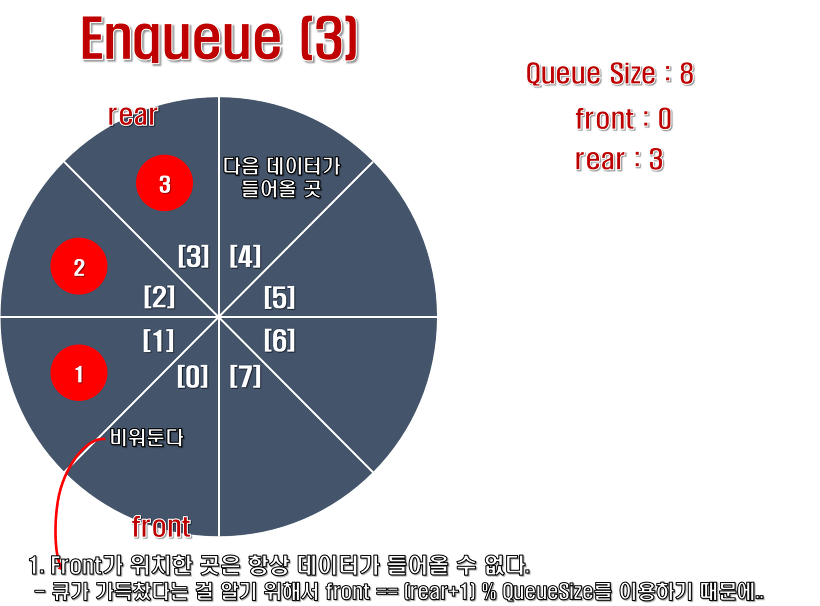 Enqueue (3)
Queue Size : 8
front : 0
rear : 3
rear
3
다음 데이터가
들어올 곳
2
[3]
[4]
[2]
[5]
[1]
[6]
1
[0]
[7]
비워둔다
front
1. Front가 위치한 곳은 항상 데이터가 들어올 수 없다.
- 큐가 가득찼다는 걸 알기 위해서 front == (rear+1) % QueueSize를 이용하기 때문에..